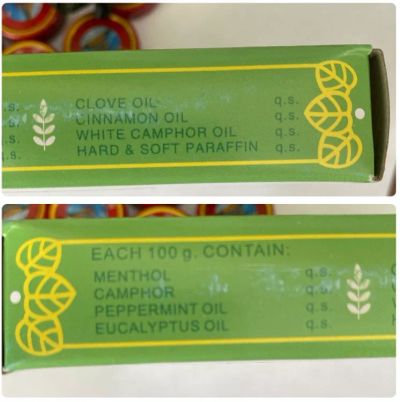 .s. CLOVE OIL q.s.
.s. CINNAMON OIL q.s.
.s. WHITE CAMPHOR OIL q.s.
.s. HARD & SOFT PARAFFIN q.s.
EACH 100 g. CONTAIN:
MENTHOL q.s.
CAMPHOR q.s.
PEPPERMINT OIL q.s.
EUCALYPTUS OIL q.s.